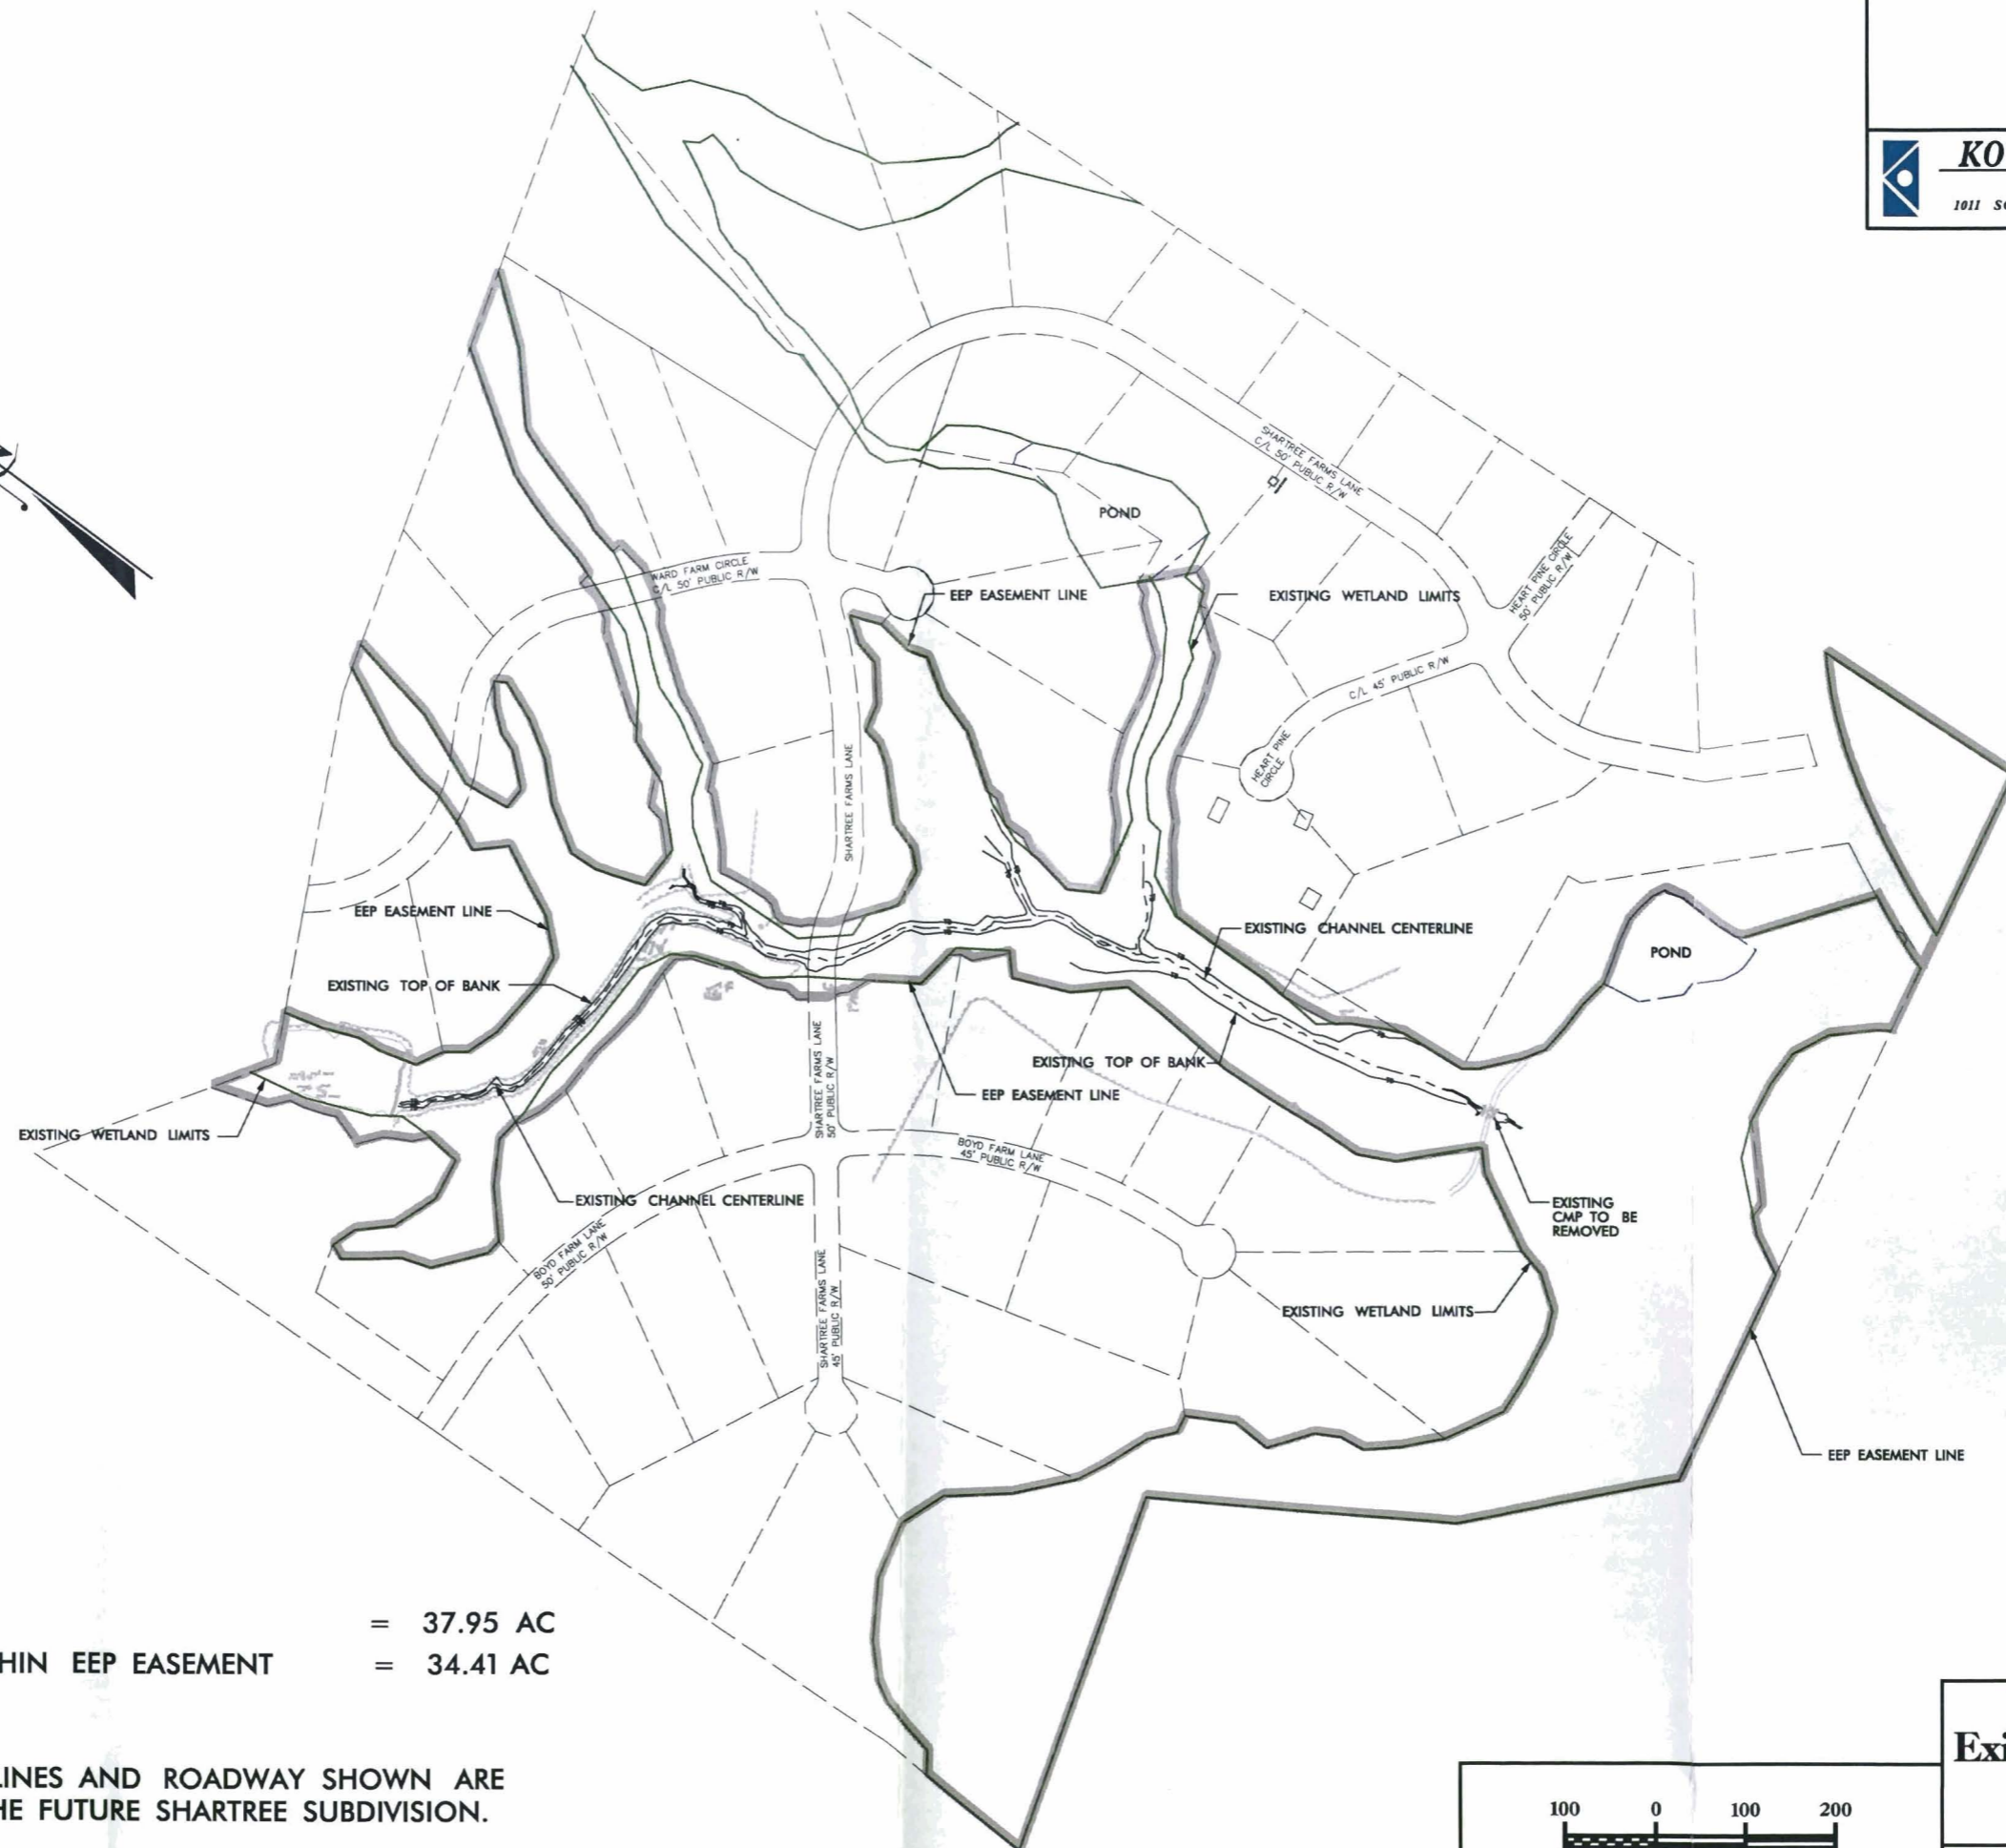 KO
1011 S
SHARTREE FARMS LANE
C/L 50' PUBLIC R/W
POND
HEART PINE CIRCLE
50' PUBLIC R/W
WARD FARM CIRCLE
C/L 50' PUBLIC R/W
EEP EASEMENT LINE
EXISTING WETLAND LIMITS
C/L 45' PUBLIC R/W
HEART PINE
CIRCLE
SHARTREE FARMS LANE
EEP EASEMENT LINE
EXISTING CHANNEL CENTERLINE
POND
EXISTING TOP OF BANK
EXISTING TOP OF BANK
SHARTREE FARMS LANE
50' PUBLIC R/W
EEP EASEMENT LINE
EXISTING WETLAND LIMITS
BOYD FARM LANE
45' PUBLIC R/W
EXISTING CHANNEL CENTERLINE
EXISTING
CMP TO BE
REMOVED
BOYD FARM LANE
50' PUBLIC R/W
SHARTREE FARMS LANE
45' PUBLIC R/W
EXISTING WETLAND LIMITS
EEP EASEMENT LINE
= 37.95 AC
HIN EEP EASEMENT = 34.41 AC
LINES AND ROADWAY SHOWN ARE
HE FUTURE SHARTREE SUBDIVISION.
Exi
100 0 100 200